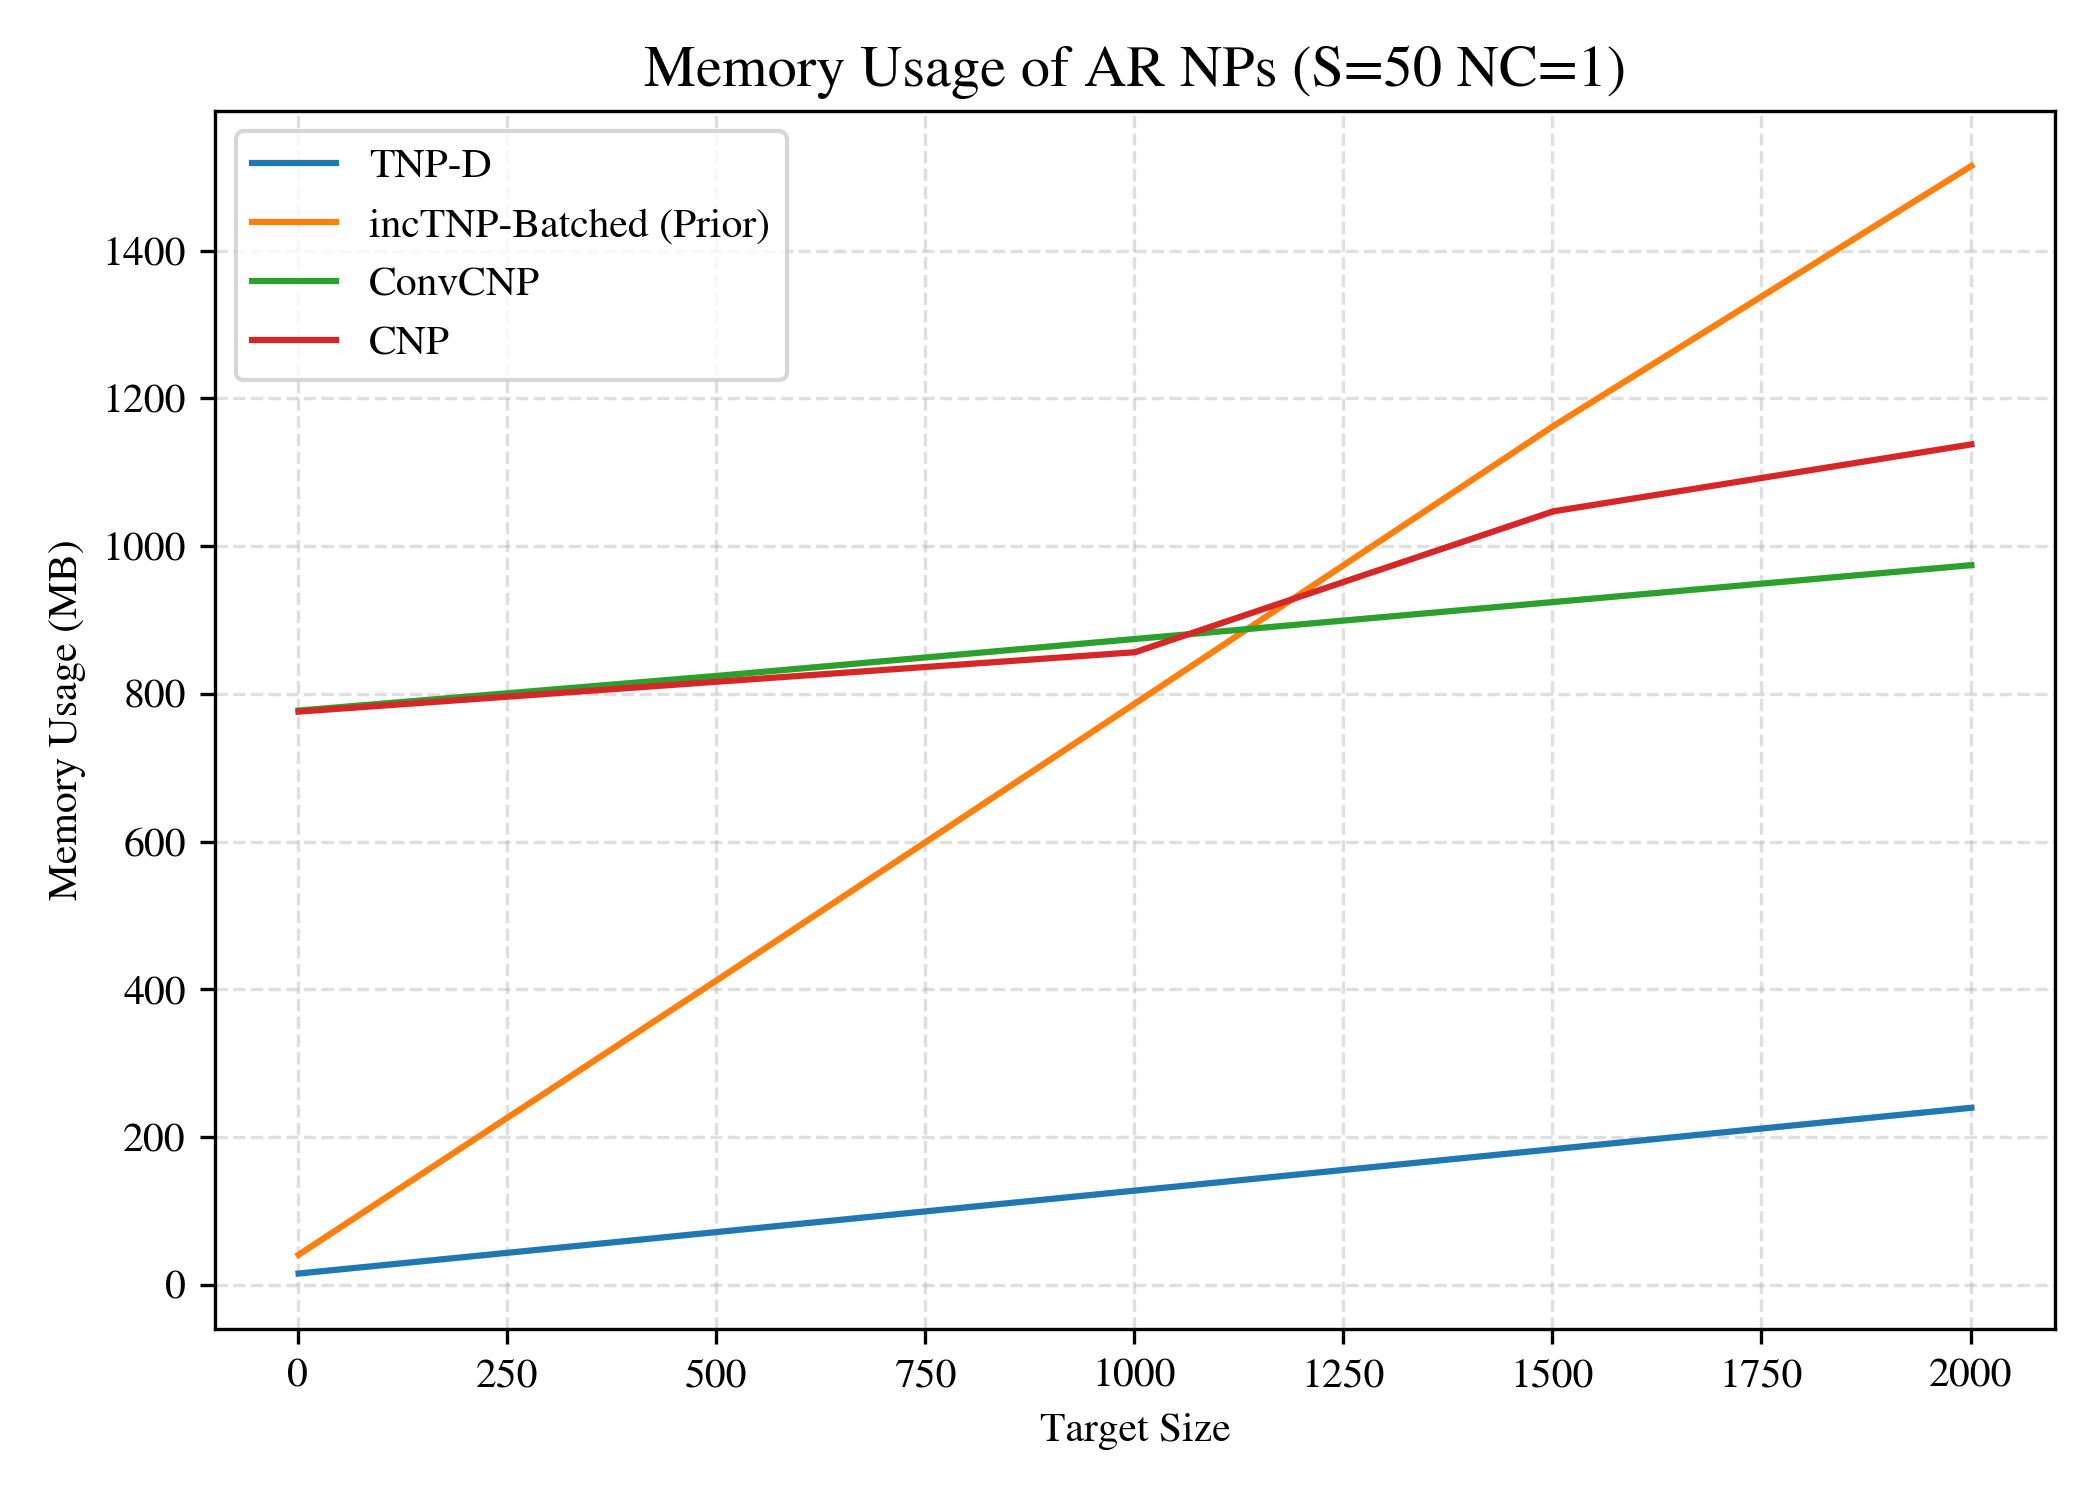 Memory Usage of AR NPs (S=50 NC=1)
TNP-D
incTNP-Batched (Prior)
ConvCNP
CNP
Memory Usage (MB)
1400
1200
1000
800
600
400
200
0
0 250 500 750 1000 1250 1500 1750 2000
Target Size